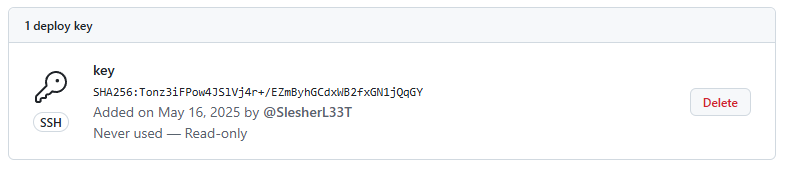 1 deploy key
key
SHA256:Tonz3iFPow4JS1Vj4r+/EZmByhGCdxWB2fxGN1jQqGY
Added on May 16, 2025 by @SlesherL33T
Never used — Read-only
SSH
Delete